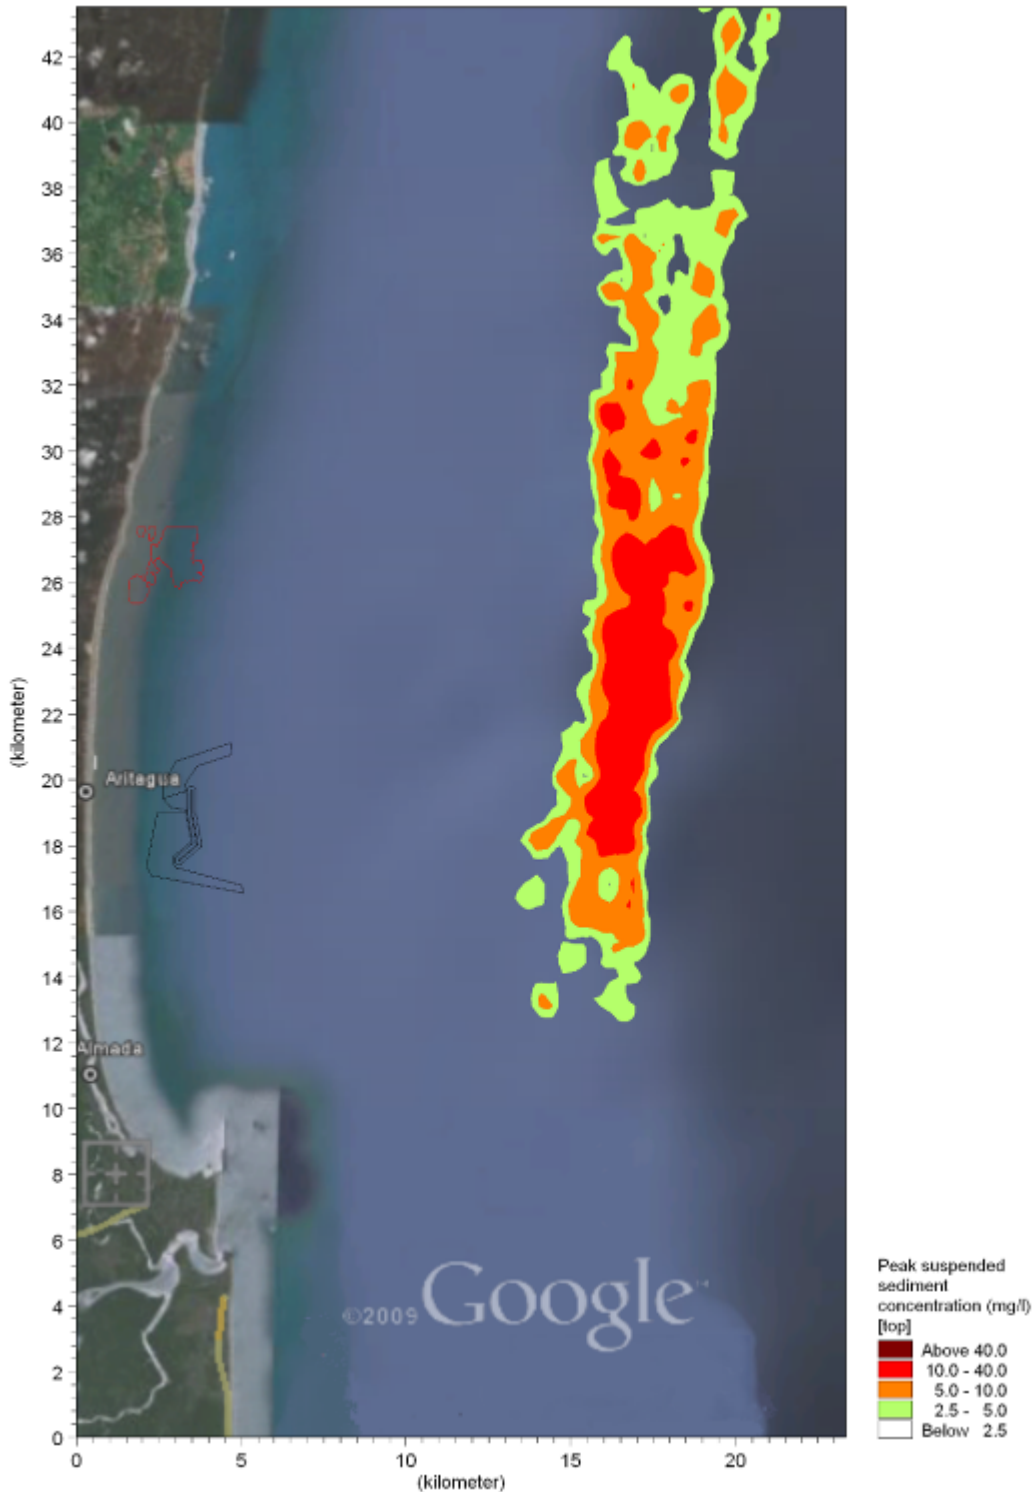 42
40
38
36
34
32
30
28
26
24
22
20
18
16
14
12
10
8
6
4
2
0
(kilometer)
Aritagua
Almada
©2009 Google™
0 5 10 15 20
(kilometer)
Peak suspended
sediment
concentration (mg/l)
[top]
Above 40.0
10.0 - 40.0
5.0 - 10.0
2.5 - 5.0
Below 2.5